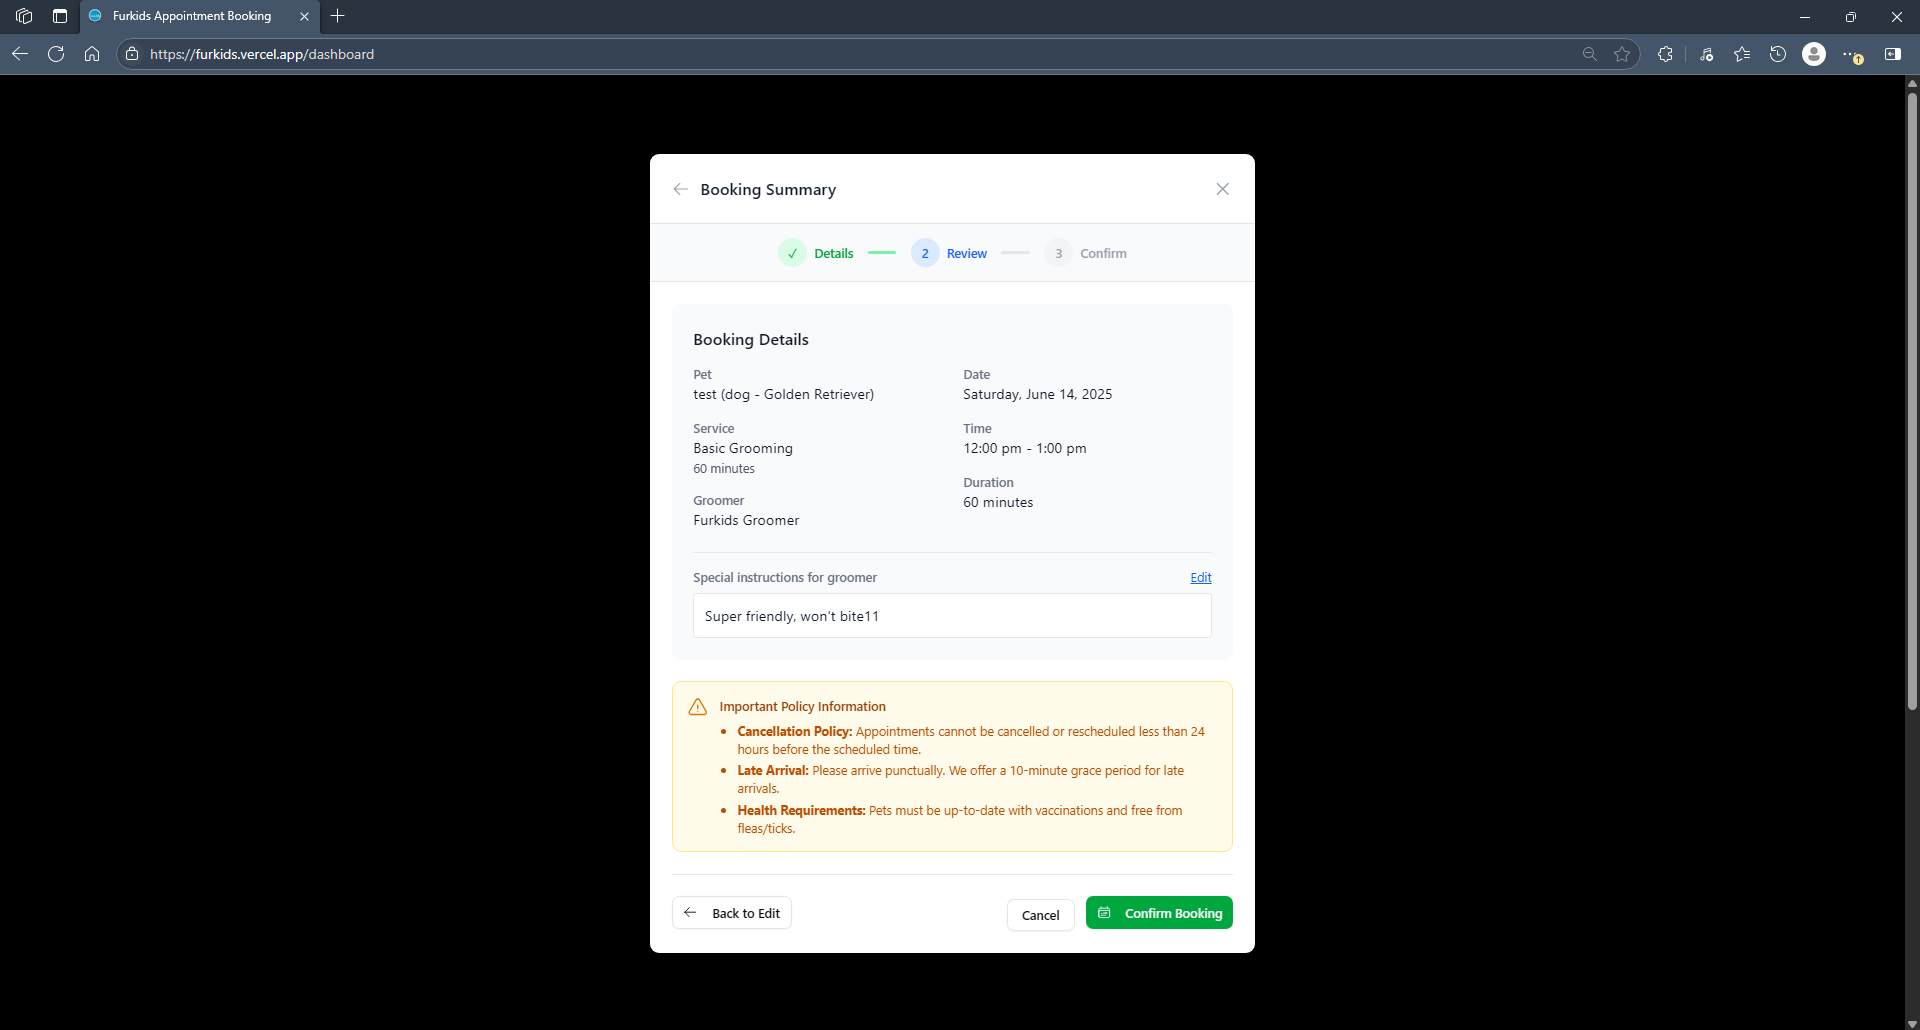 Furkids Appointment Booking
https://furkids.vercel.app/dashboard
Booking Summary
✓ Details 2 Review 3 Confirm
Booking Details
Pet
test (dog - Golden Retriever)
Date
Saturday, June 14, 2025
Service
Basic Grooming
60 minutes
Time
12:00 pm - 1:00 pm
Groomer
Furkids Groomer
Duration
60 minutes
Special instructions for groomer
Edit
Super friendly, won't bite11
Important Policy Information
• Cancellation Policy: Appointments cannot be cancelled or rescheduled less than 24
hours before the scheduled time.
• Late Arrival: Please arrive punctually. We offer a 10-minute grace period for late
arrivals.
• Health Requirements: Pets must be up-to-date with vaccinations and free from
fleas/ticks.
Back to Edit
Cancel
Confirm Booking